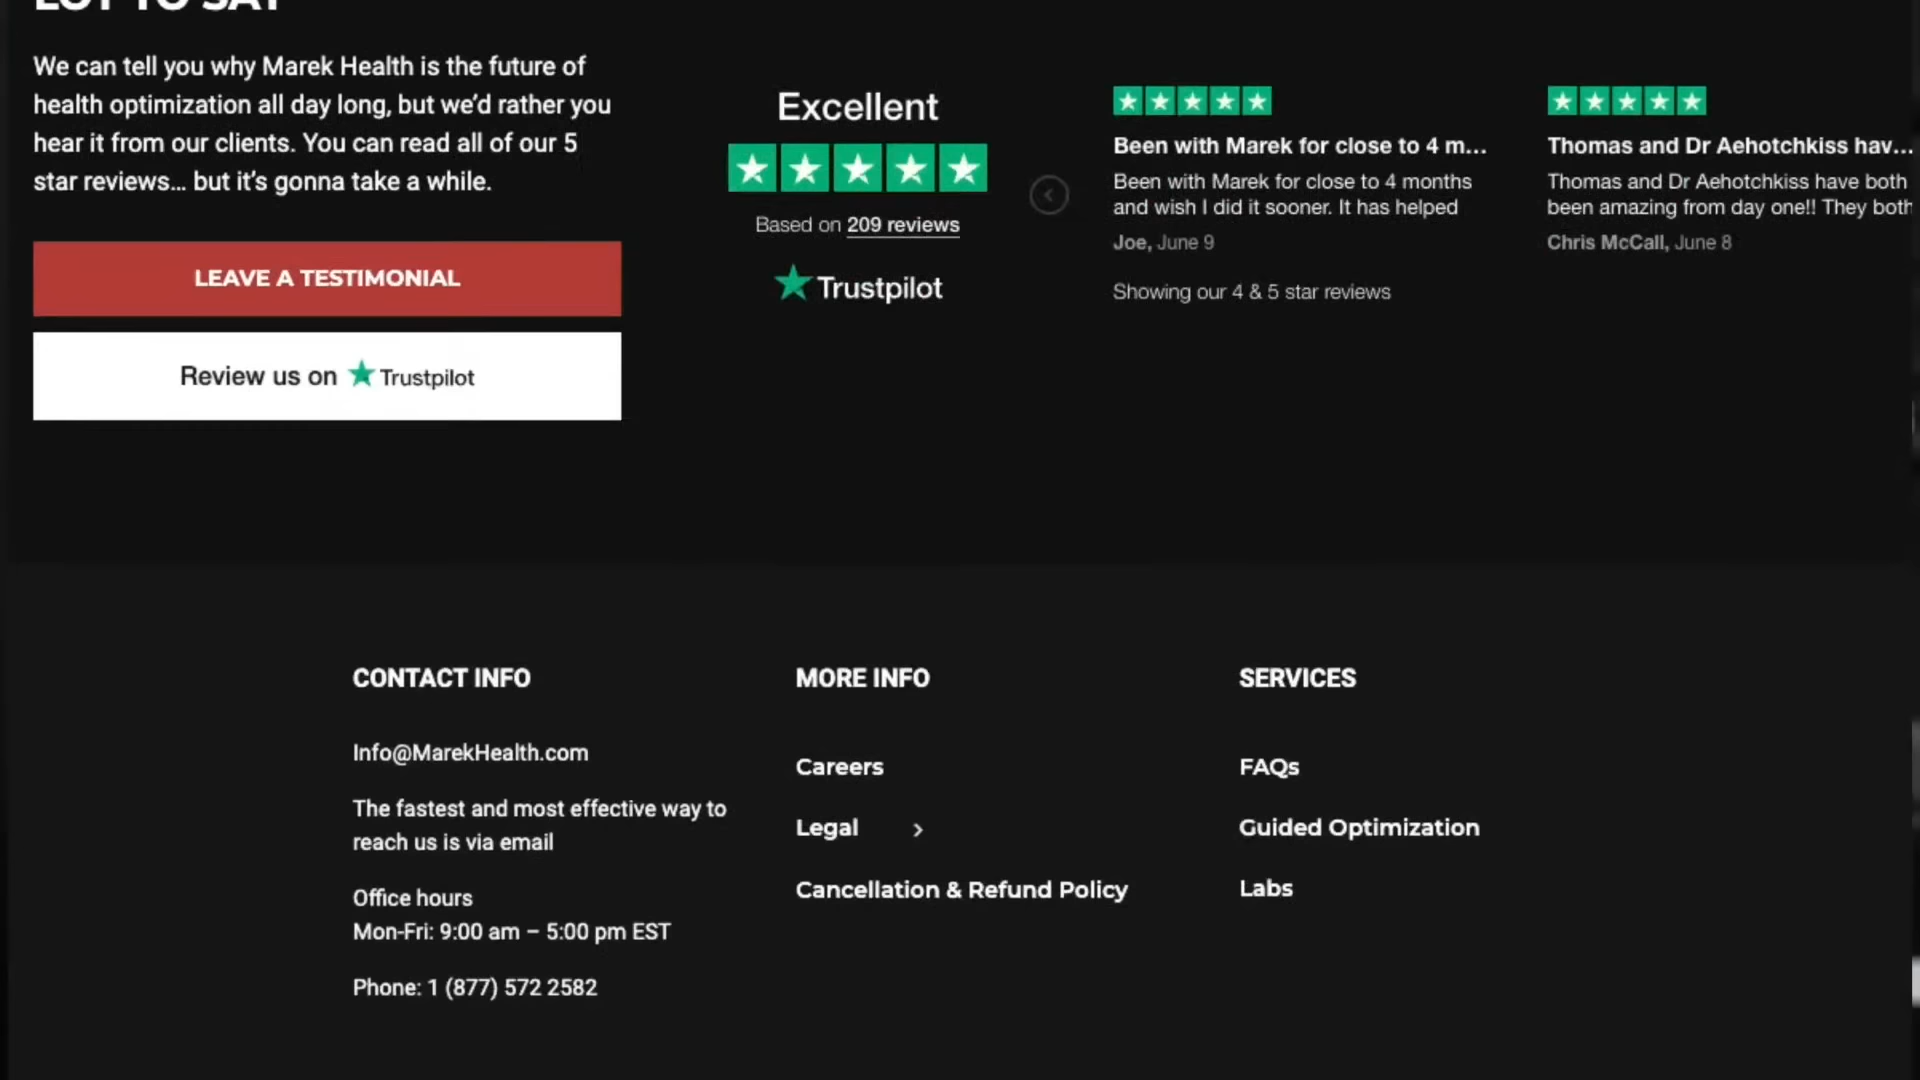 LOT TO SAY
We can tell you why Marek Health is the future of
health optimization all day long, but we'd rather you
hear it from our clients. You can read all of our 5
star reviews... but it's gonna take a while.
LEAVE A TESTIMONIAL
Review us on Trustpilot
Excellent
Based on 209 reviews
Trustpilot
Been with Marek for close to 4 m...
Been with Marek for close to 4 months
and wish I did it sooner. It has helped
Joe, June 9
Showing our 4 & 5 star reviews
Thomas and Dr Aehotchkiss hav...
Thomas and Dr Aehotchkiss have both
been amazing from day one!! They both
Chris McCall, June 8
CONTACT INFO
Info@MarekHealth.com
The fastest and most effective way to
reach us is via email
Office hours
Mon-Fri: 9:00 am – 5:00 pm EST
Phone: 1 (877) 572 2582
MORE INFO
Careers
Legal
Cancellation & Refund Policy
SERVICES
FAQs
Guided Optimization
Labs